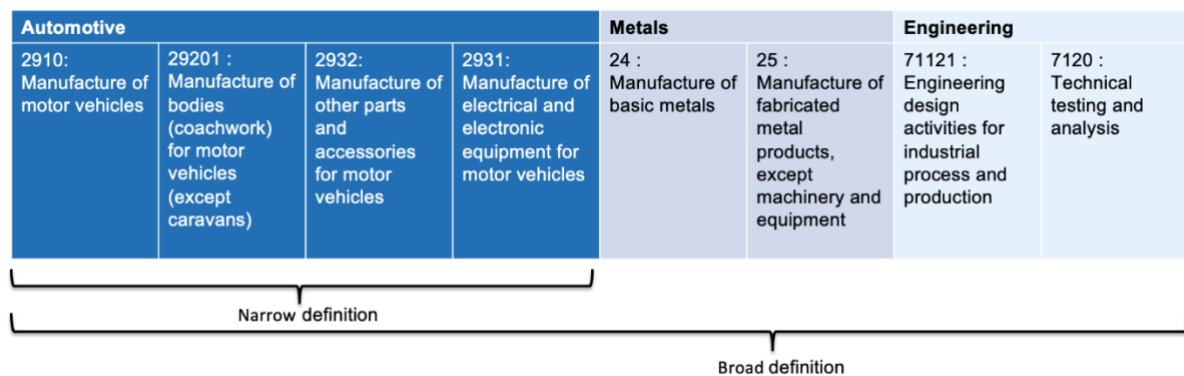 Automotive
Metals
Engineering
2910:
Manufacture of
motor vehicles
29201 :
Manufacture of
bodies
(coachwork)
for motor
vehicles
(except
caravans)
2932:
Manufacture of
other parts
and
accessories
for motor
vehicles
2931:
Manufacture of
electrical and
electronic
equipment for
motor vehicles
24 :
Manufacture of
basic metals
25 :
Manufacture of
fabricated
metal
products,
except
machinery and
equipment
71121 :
Engineering
design
activities for
industrial
process and
production
7120 :
Technical
testing and
analysis
Narrow definition
Broad definition